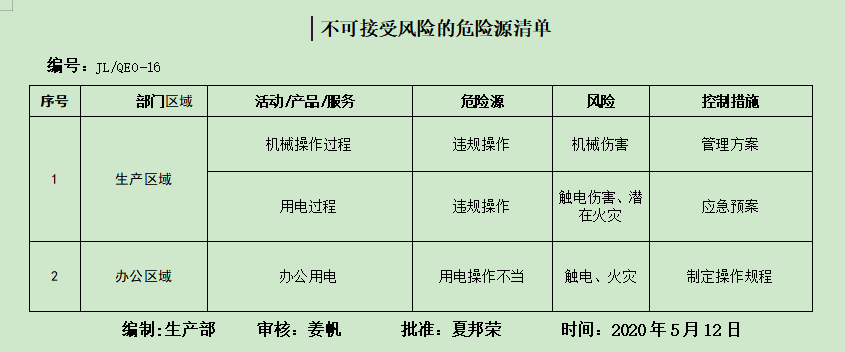 不可接受风险的危险源清单
编号：JL/QEO-16
序号 部门区域 活动/产品/服务 危险源 风险 控制措施
1 生产区域 机械操作过程 违规操作 机械伤害 管理方案
用电过程 违规操作 触电伤害、潜
在火灾 应急预案
2 办公区域 办公用电 用电操作不当 触电、火灾 制定操作规程
编制:生产部 审核：姜帆 批准：夏邦荣 时间：2020年5月12日